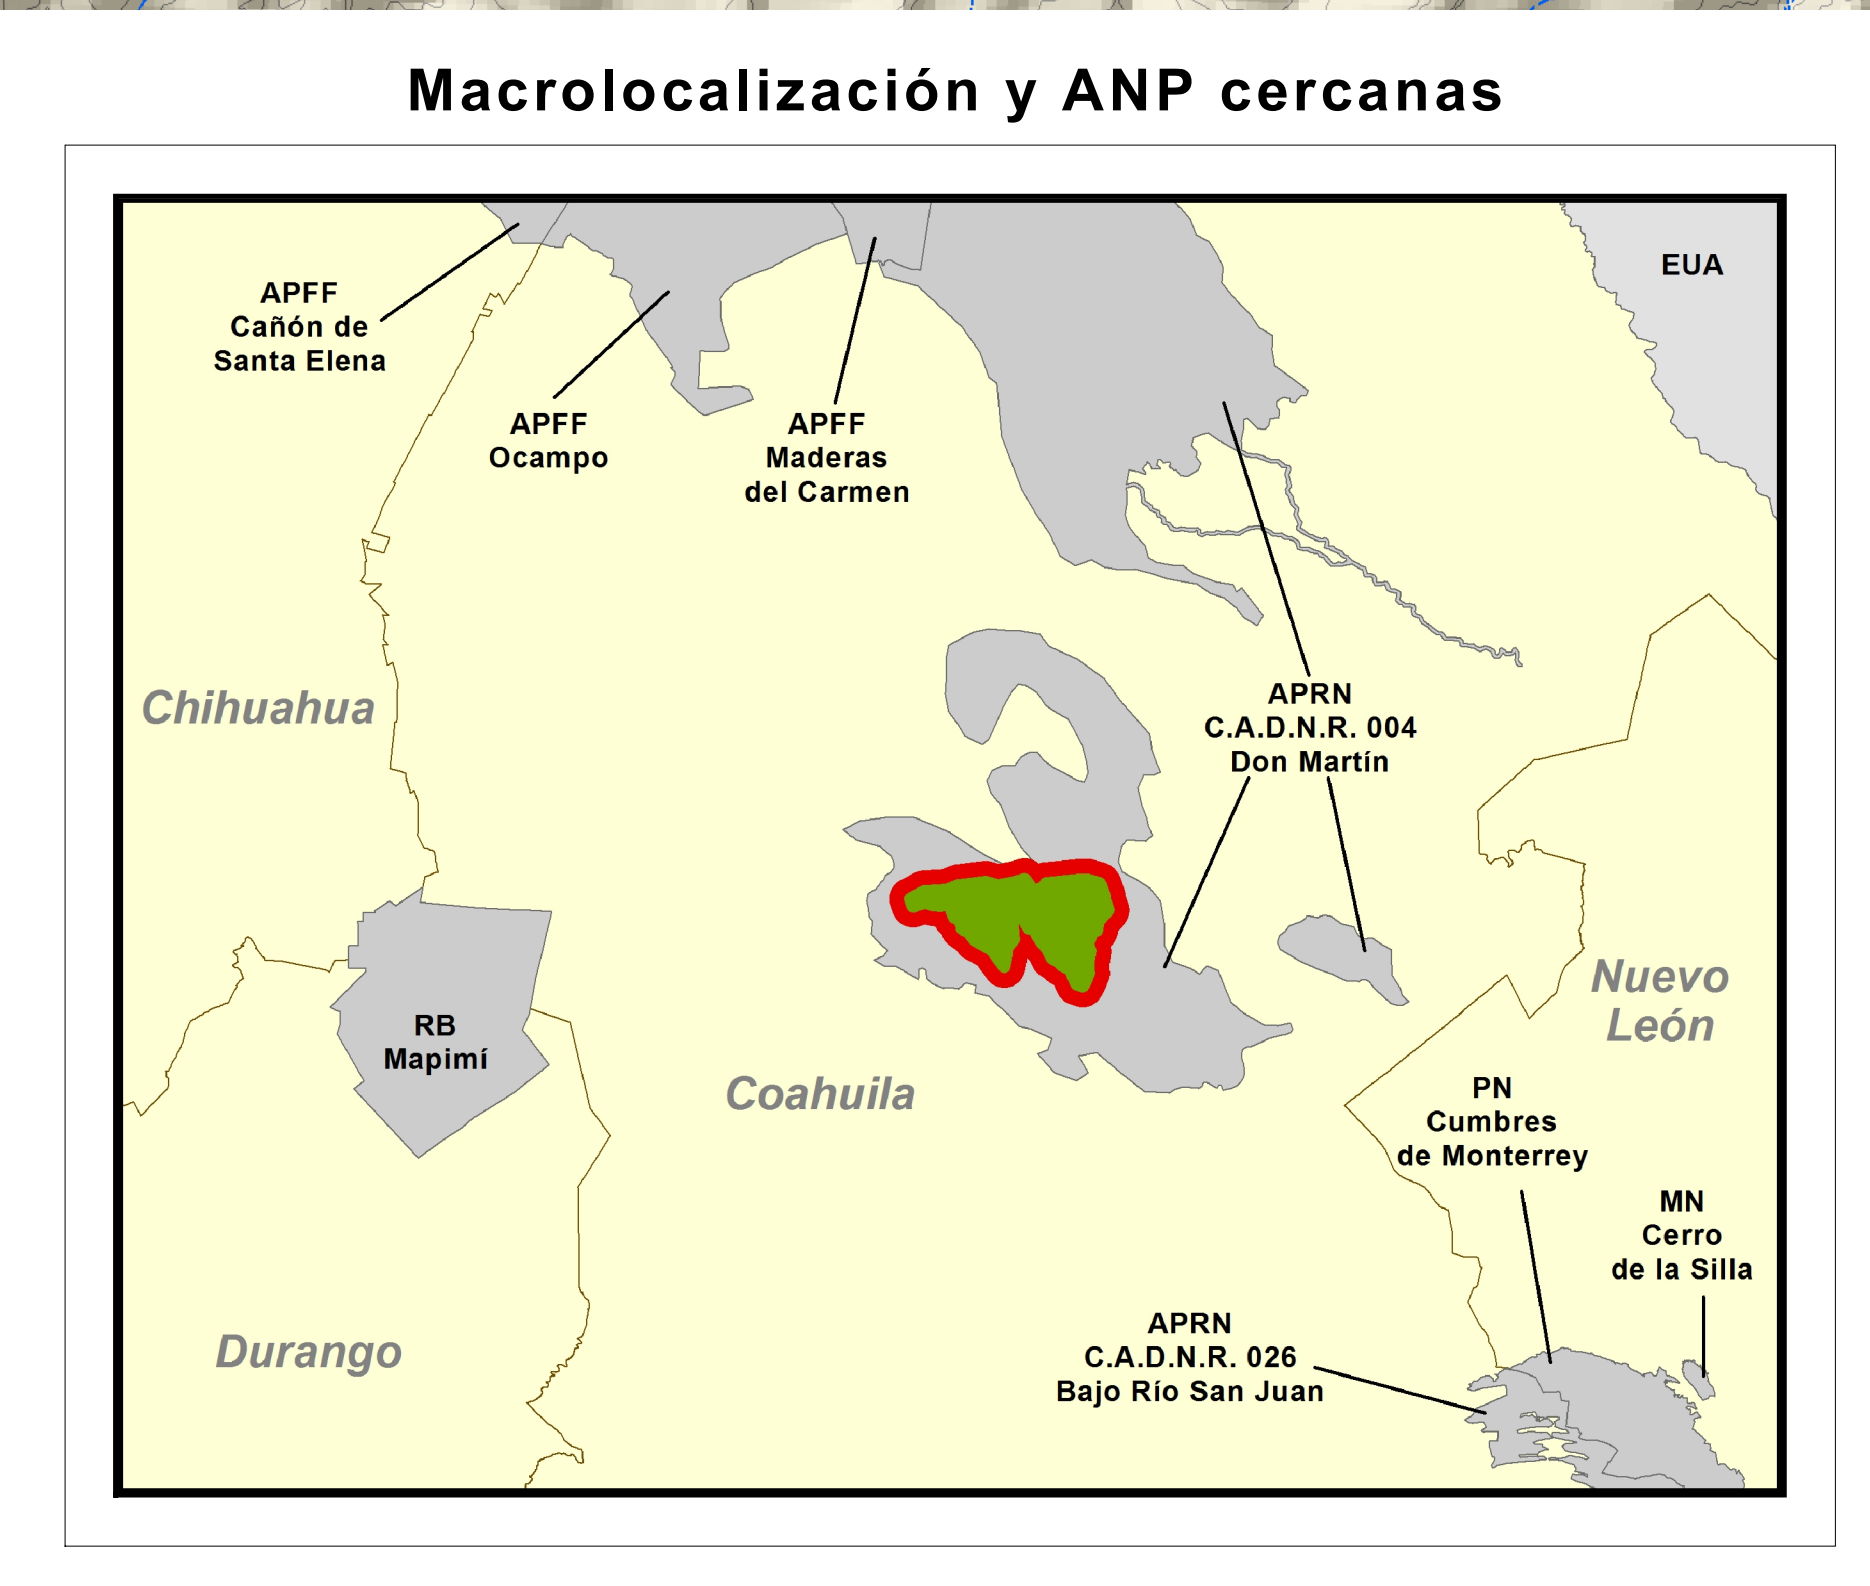 Macrolocalización y ANP cercanas
EUA
APFF
Cañón de
Santa Elena
APFF
Ocampo
APFF
Maderas
del Carmen
Chihuahua
APRN
C.A.D.N.R. 004
Don Martín
Nuevo
León
RB
Mapimí
Coahuila
PN
Cumbres
de Monterrey
MN
Cerro
de la Silla
Durango
APRN
C.A.D.N.R. 026
Bajo Río San Juan